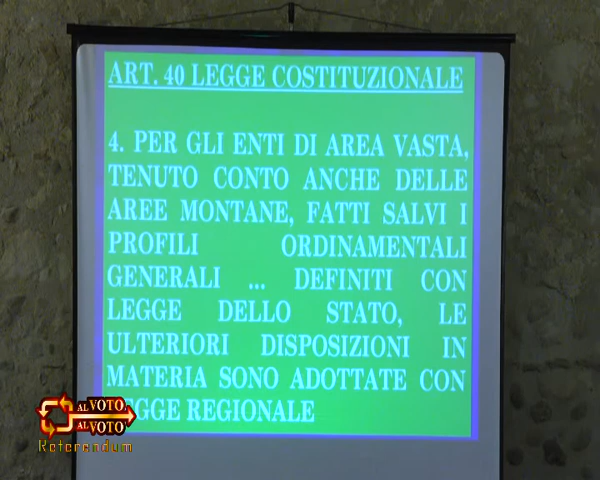 ART. 40 LEGGE COSTITUZIONALE
4. PER GLI ENTI DI AREA VASTA,
TENUTO CONTO ANCHE DELLE
AREE MONTANE, FATTI SALVI I
PROFILI ORDINAMENTALI
GENERALI ... DEFINITI CON
LEGGE DELLO STATO, LE
ULTERIORI DISPOSIZIONI IN
MATERIA SONO ADOTTATE CON
LEGGE REGIONALE
AL VOTO,
AL VOTO
Referendum